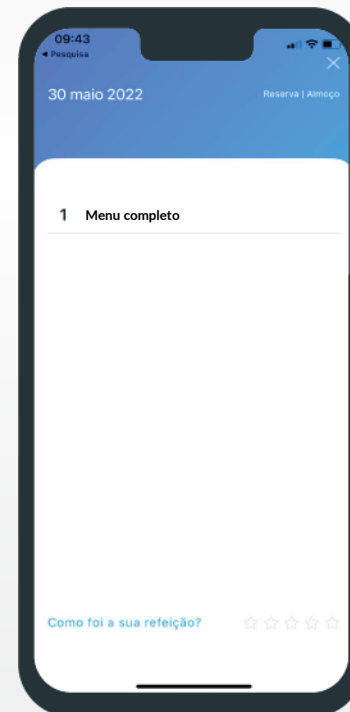 09:43
◀ Pesquisa
30 maio 2022
Reserva | Almoço
1 Menu completo
Como foi a sua refeição?